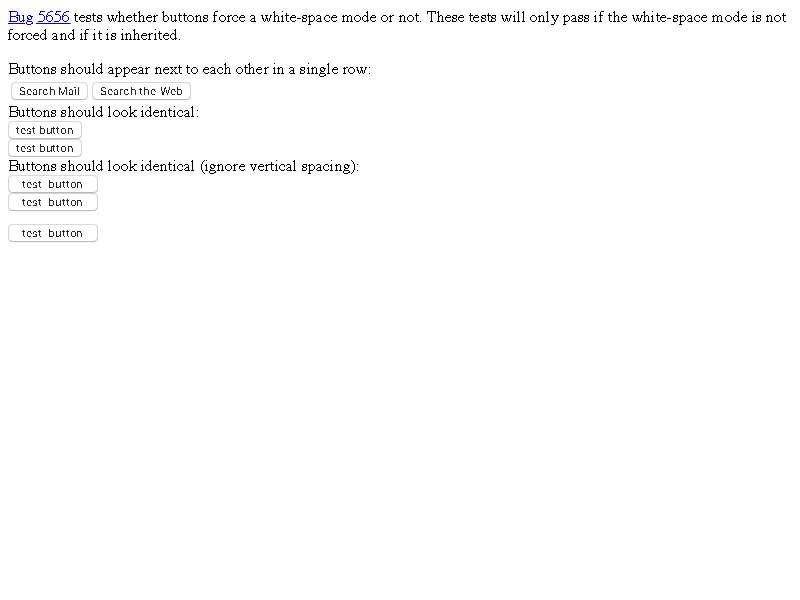 Bug 5656 tests whether buttons force a white-space mode or not. These tests will only pass if the white-space mode is not
forced and if it is inherited.
Buttons should appear next to each other in a single row:
Search Mail Search the Web
Buttons should look identical:
test button
test button
Buttons should look identical (ignore vertical spacing):
test  button
test  button
test  button